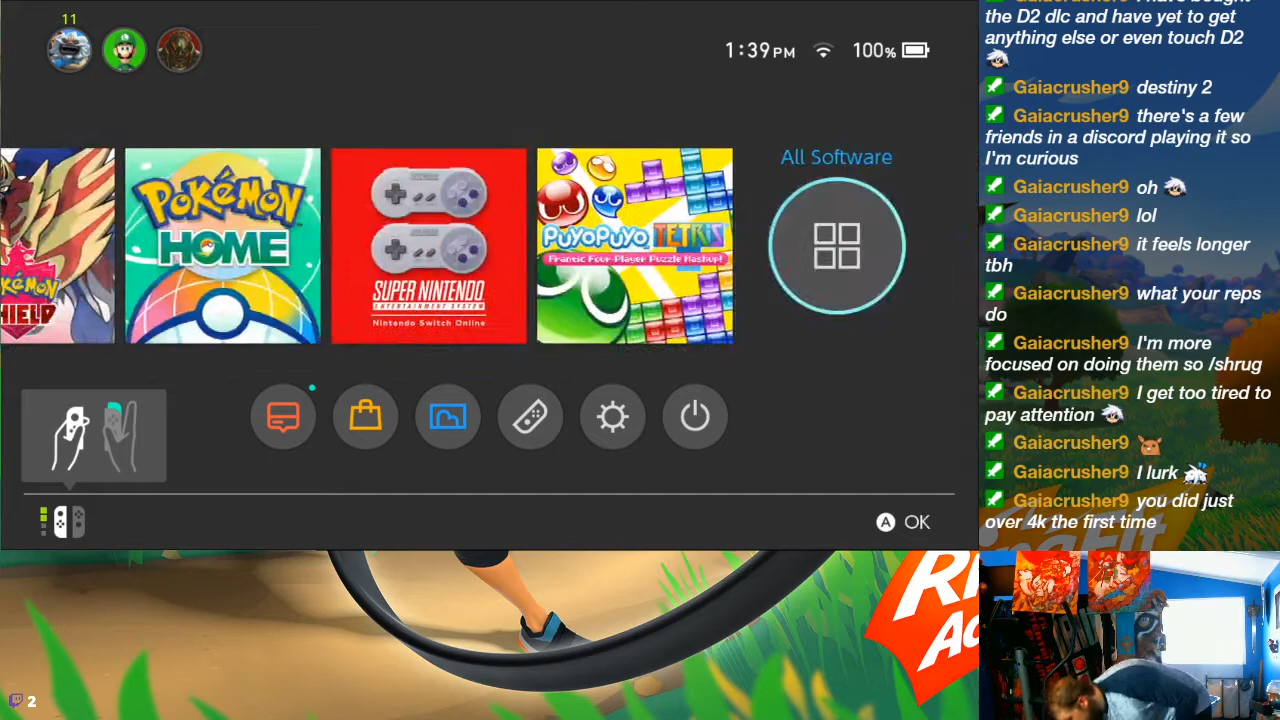 11
1:39 PM 100%
All Software
POKÉMON
SHIELD
POKÉMON
HOME
SUPER NINTENDO
ENTERTAINMENT SYSTEM
Nintendo Switch Online
PUYOPUYO TETRIS
Frantic Four-Player Puzzle Mashup!
A OK
2
the D2 dlc and have yet to get
anything else or even touch D2
Gaiacrusher9 destiny 2
Gaiacrusher9 there's a few
friends in a discord playing it so
I'm curious
Gaiacrusher9 oh
Gaiacrusher9 lol
Gaiacrusher9 it feels longer
tbh
Gaiacrusher9 what your reps
do
Gaiacrusher9 I'm more
focused on doing them so /shrug
Gaiacrusher9 I get too tired to
pay attention
Gaiacrusher9
Gaiacrusher9 I lurk
Gaiacrusher9 you did just
over 4k the first time